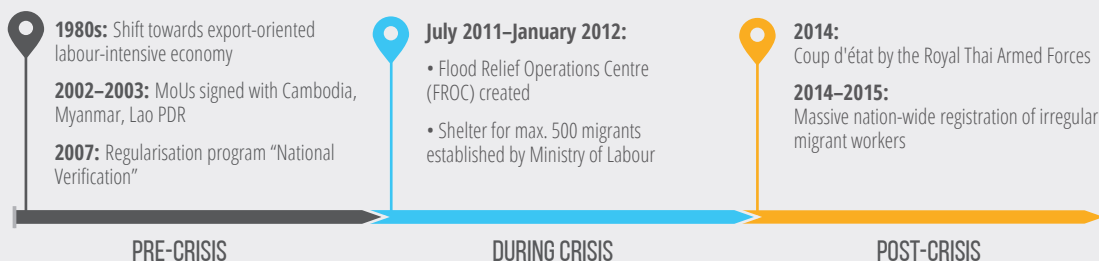 1980s: Shift towards export-oriented
labour-intensive economy
2002–2003: MoUs signed with Cambodia,
Myanmar, Lao PDR
2007: Regularisation program “National
Verification”
July 2011–January 2012:
• Flood Relief Operations Centre
(FROC) created
• Shelter for max. 500 migrants
established by Ministry of Labour
2014:
Coup d'état by the Royal Thai Armed Forces
2014–2015:
Massive nation-wide registration of irregular
migrant workers
PRE-CRISIS
DURING CRISIS
POST-CRISIS